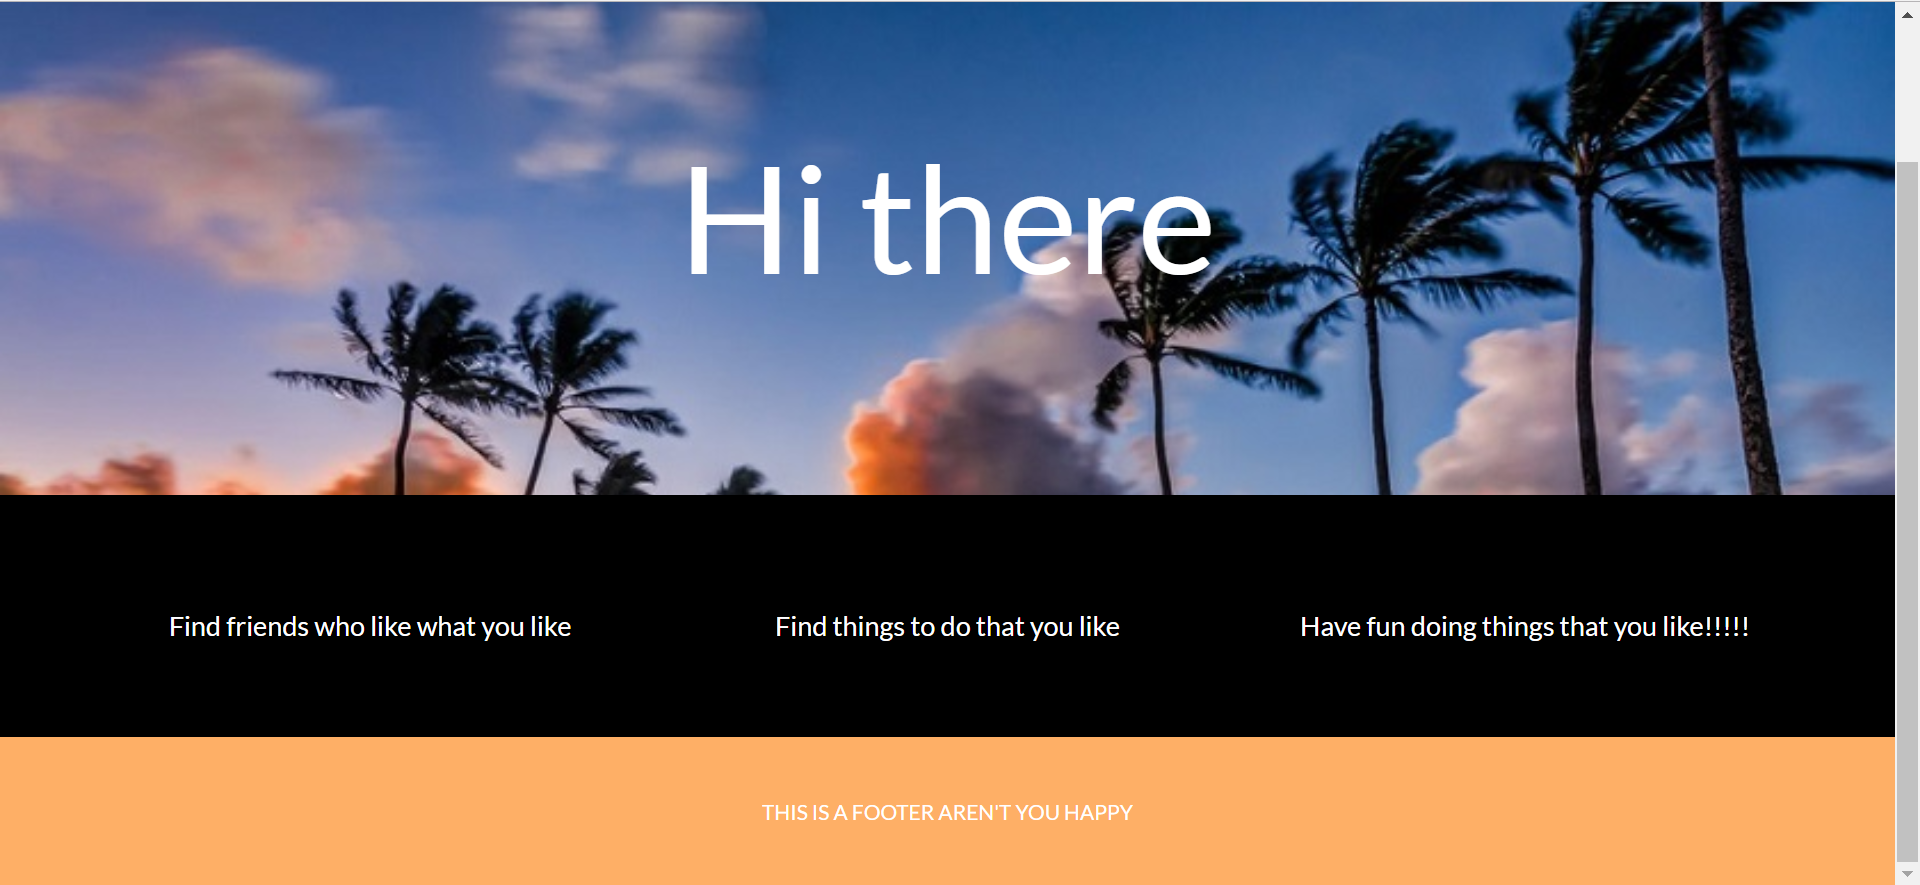 Hi there
Find friends who like what you like
Find things to do that you like
Have fun doing things that you like!!!!!
THIS IS A FOOTER AREN'T YOU HAPPY